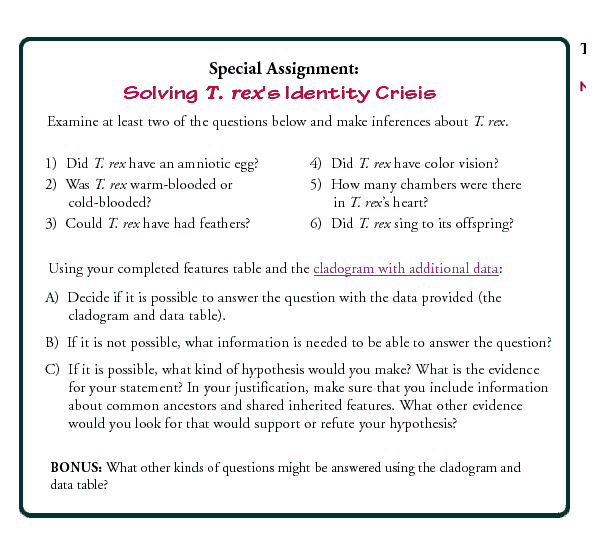 Special Assignment:
Solving T. rex's Identity Crisis
Examine at least two of the questions below and make inferences about T. rex.
1) Did T. rex have an amniotic egg?
2) Was T. rex warm-blooded or
cold-blooded?
3) Could T. rex have had feathers?
4) Did T. rex have color vision?
5) How many chambers were there
in T. rex's heart?
6) Did T. rex sing to its offspring?
Using your completed features table and the cladogram with additional data:
A) Decide if it is possible to answer the question with the data provided (the
cladogram and data table).
B) If it is not possible, what information is needed to be able to answer the question?
C) If it is possible, what kind of hypothesis would you make? What is the evidence
for your statement? In your justification, make sure that you include information
about common ancestors and shared inherited features. What other evidence
would you look for that would support or refute your hypothesis?
BONUS: What other kinds of questions might be answered using the cladogram and
data table?